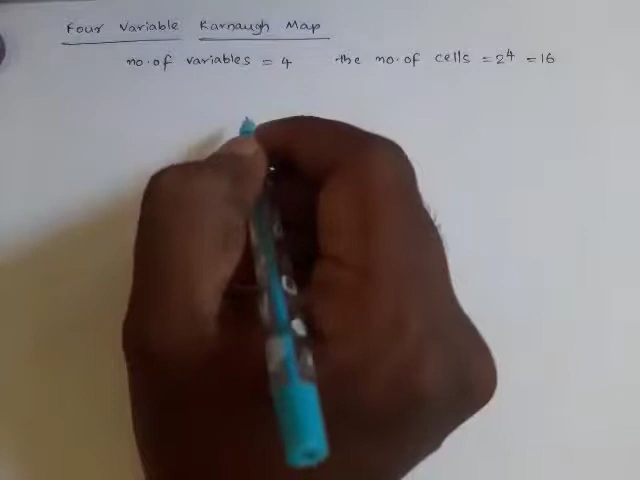 Four Variable Karnaugh Map
no. of variables = 4 the no. of cells = 2⁴ = 16